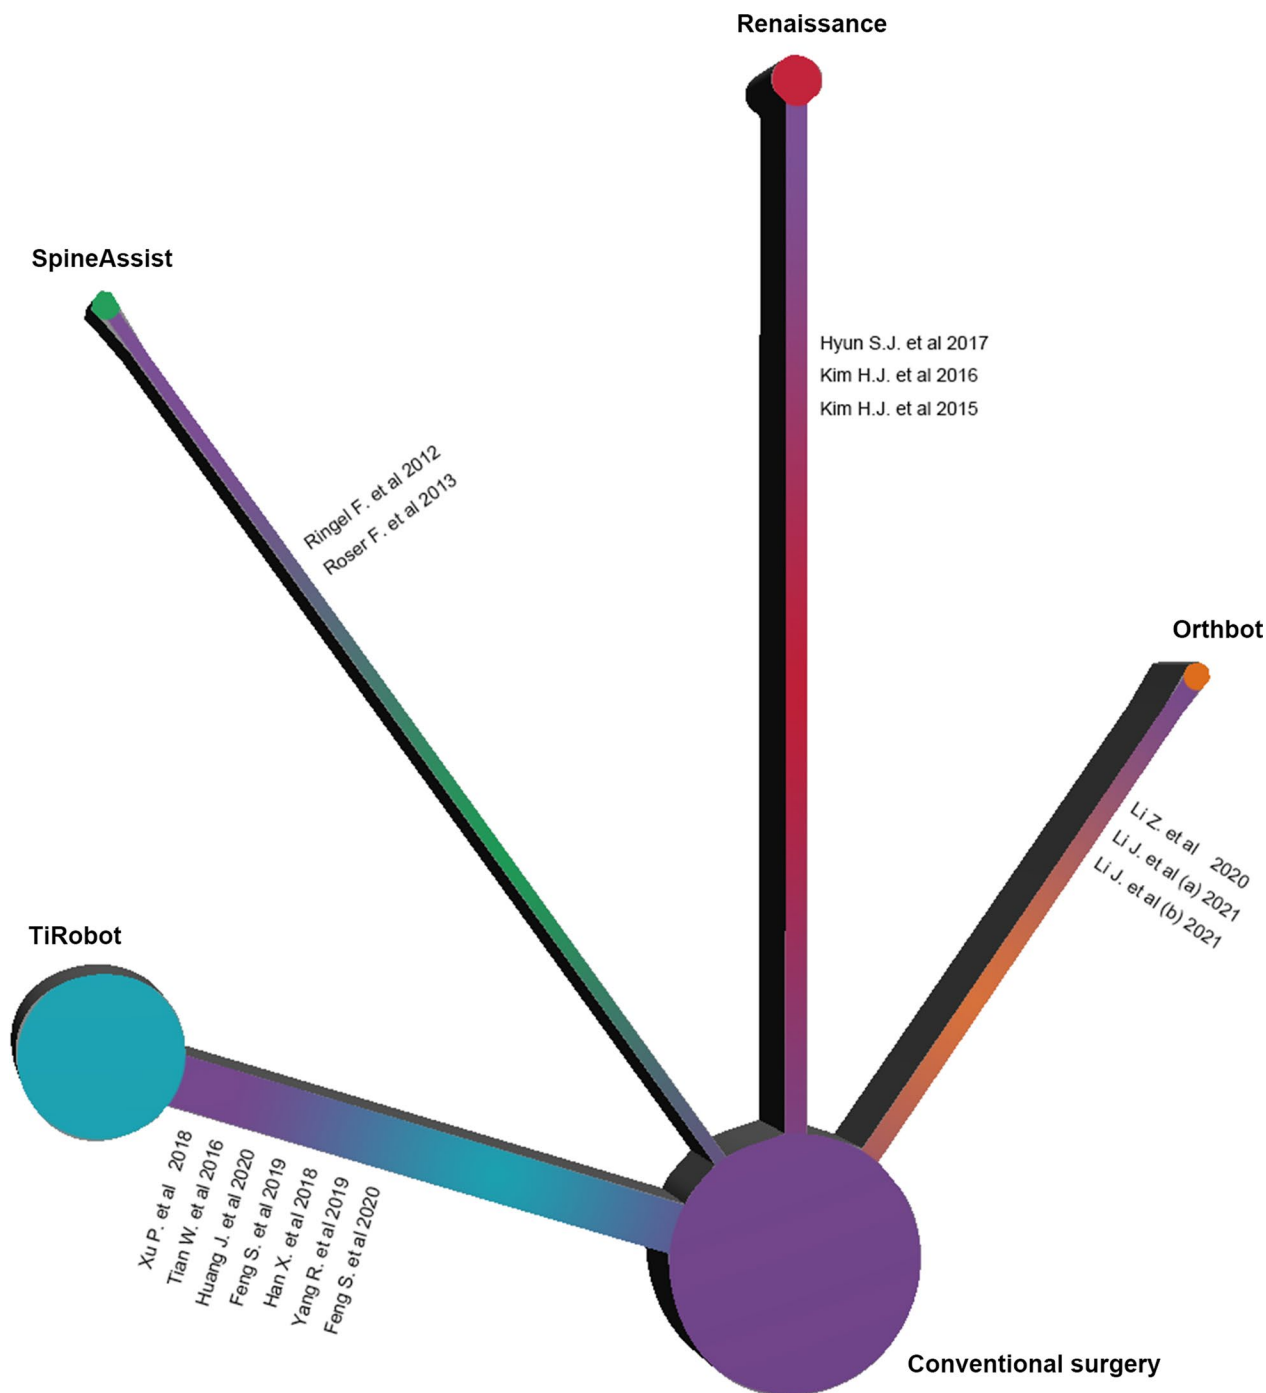 Renaissance
SpineAssist
Hyun S.J. et al 2017
Kim H.J. et al 2016
Kim H.J. et al 2015
Ringel F. et al 2012
Roser F. et al 2013
Orthbot
Li Z. et al 2020
Li J. et al (a) 2021
Li J. et al (b) 2021
TiRobot
Xu P. et al 2018
Tian W. et al 2016
Huang J. et al 2020
Feng S. et al 2019
Han X. et al 2018
Yang R. et al 2019
Feng S. et al 2020
Conventional surgery